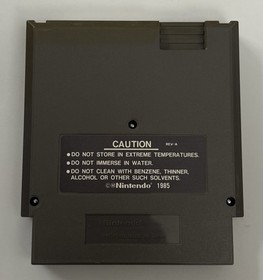 CAUTION REV-A
• DO NOT STORE IN EXTREME TEMPERATURES.
• DO NOT IMMERSE IN WATER.
• DO NOT CLEAN WITH BENZENE, THINNER,
ALCOHOL OR OTHER SUCH SOLVENTS.
©®Nintendo 1985